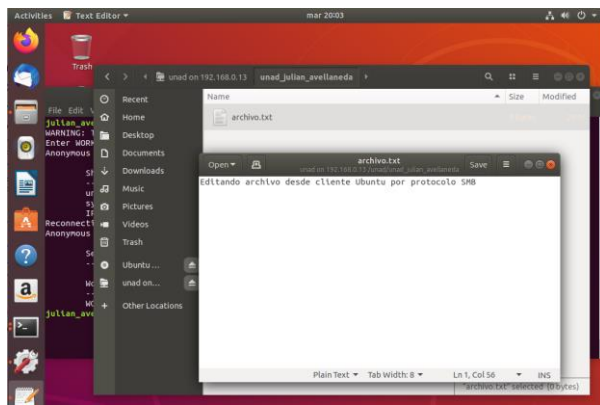 Activities Text Editor mar 20:03
Trash
unad on 192.168.0.13 unad_julian_avellaneda
Recent
Home
Desktop
Documents
Downloads
Music
Pictures
Videos
Trash
Ubuntu...
unad on...
Other Locations
Name Size Modified
archivo.txt
File Edit
julian_ave
WARNING:
Enter WORK
Anonymous
Reconnecti
Anonymous
julian_ave
Open archivo.txt Save
unad on 192.168.0.13 /unad/unad_julian_avellaneda
Editando archivo desde cliente Ubuntu por protocolo SMB
Plain Text Tab Width: 8 Ln 1, Col 56 INS
"archivo.txt" selected (0 bytes)